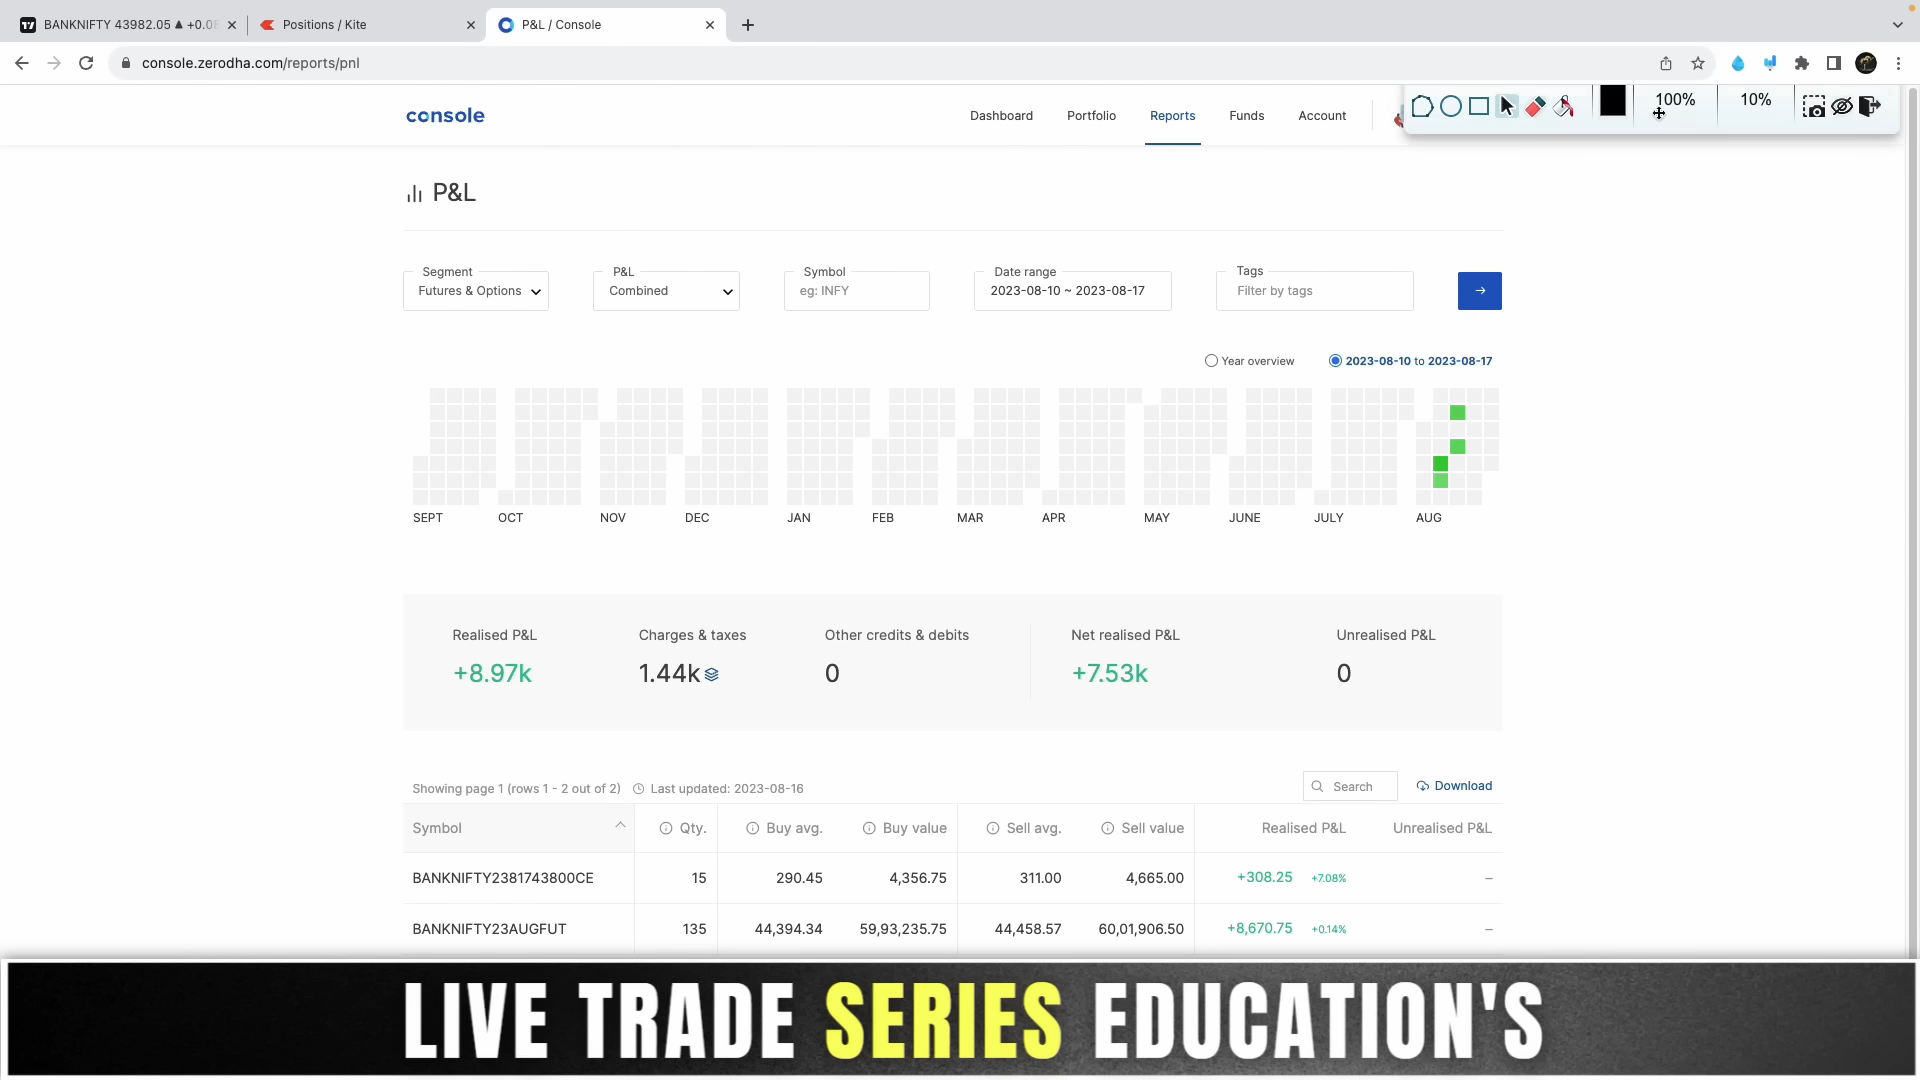 BANKNIFTY 43982.05 ▲ +0.08
Positions / Kite
P&L / Console
console.zerodha.com/reports/pnl
console
Dashboard
Portfolio
Reports
Funds
Account
100%
10%
P&L
Segment
Futures & Options
P&L
Combined
Symbol
eg: INFY
Date range
2023-08-10 ~ 2023-08-17
Tags
Filter by tags
Year overview
2023-08-10 to 2023-08-17
SEPT OCT NOV DEC JAN FEB MAR APR MAY JUNE JULY AUG
Realised P&L
+8.97k
Charges & taxes
1.44k
Other credits & debits
0
Net realised P&L
+7.53k
Unrealised P&L
0
Showing page 1 (rows 1 - 2 out of 2) Last updated: 2023-08-16
Search
Download
Symbol Qty. Buy avg. Buy value Sell avg. Sell value Realised P&L Unrealised P&L
BANKNIFTY2381743800CE 15 290.45 4,356.75 311.00 4,665.00 +308.25 +7.08% –
BANKNIFTY23AUGFUT 135 44,394.34 59,93,235.75 44,458.57 60,01,906.50 +8,670.75 +0.14% –
LIVE TRADE SERIES EDUCATION'S